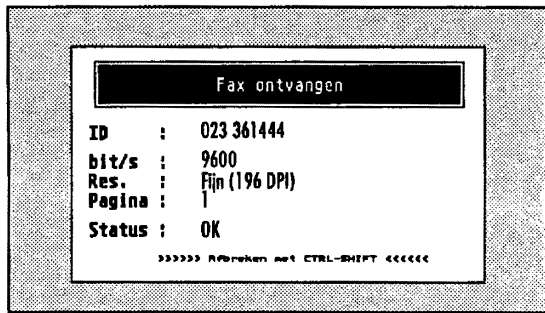 Fax ontvangen
ID : 023 361444
bit/s : 9600
Res. : Fijn (196 DPI)
Pagina : 1
Status : OK
>>>>>> Afbreken met CTRL-SHIFT <<<<<<